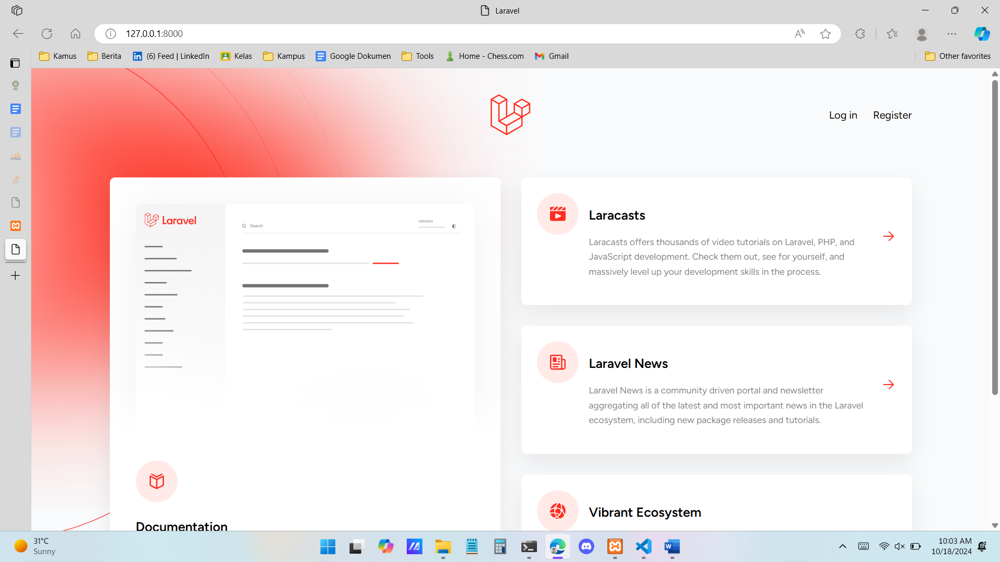 Laravel
127.0.0.1:8000
Kamus
Berita
(6) Feed | LinkedIn
Kelas
Kampus
Google Dokumen
Tools
Home - Chess.com
Gmail
Other favorites
PMA
Log in
Register
Laravel
Search
VERSION
Documentation
Laracasts
Laracasts offers thousands of video tutorials on Laravel, PHP, and
JavaScript development. Check them out, see for yourself, and
massively level up your development skills in the process.
Laravel News
Laravel News is a community driven portal and newsletter
aggregating all of the latest and most important news in the Laravel
ecosystem, including new package releases and tutorials.
Vibrant Ecosystem
31°C
Sunny
10:03 AM
10/18/2024